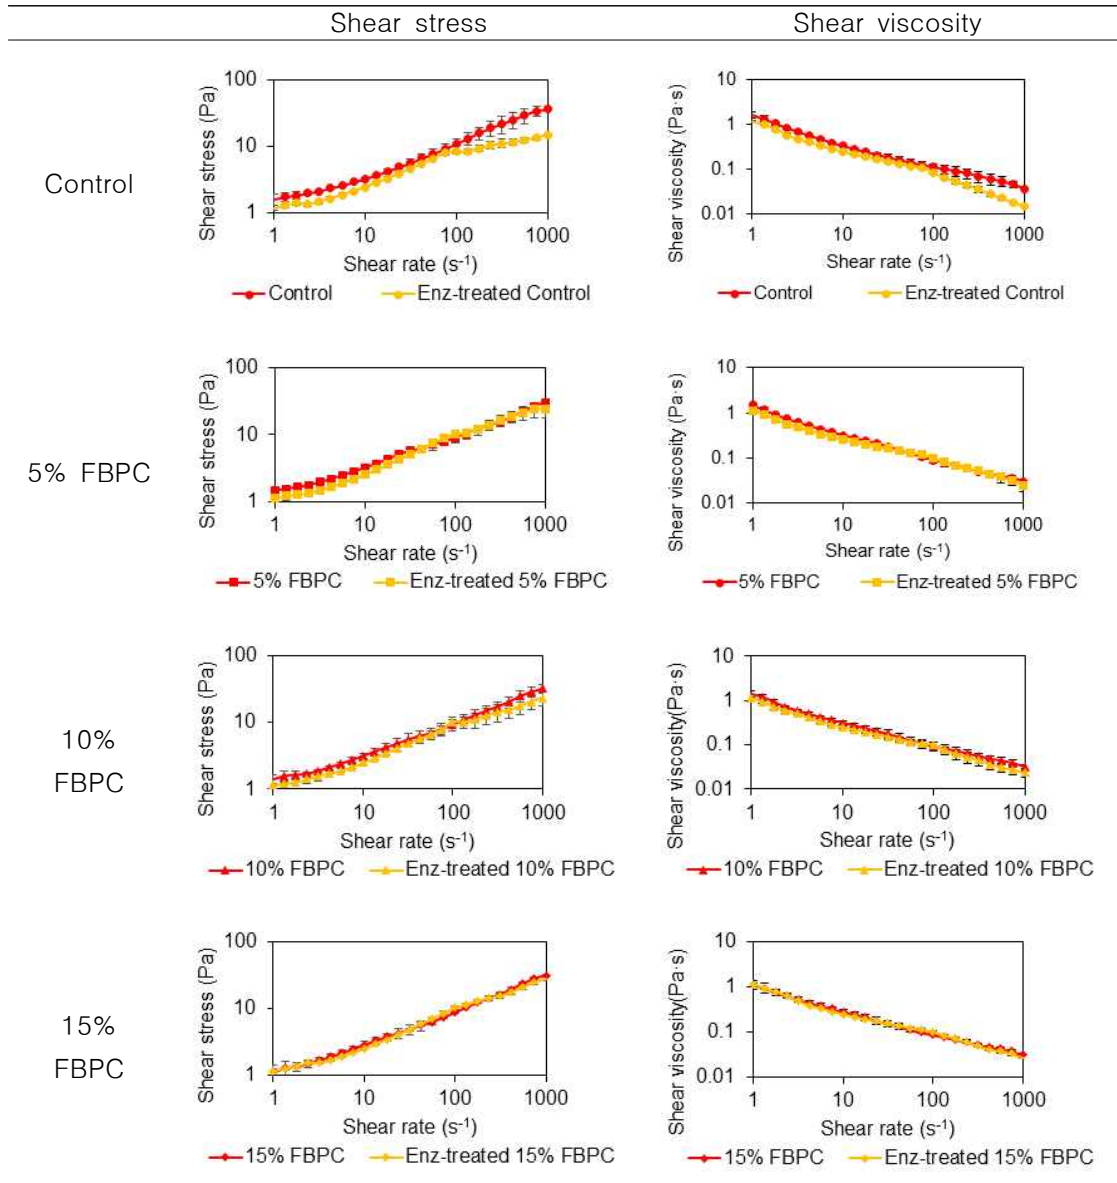 Shear stress Shear viscosity
Control
Shear stress (Pa)
100
10
1
1 10 100 1000
Shear rate (s⁻¹)
Control Enz-treated Control
Shear viscosity (Pa·s)
10
1
0.1
0.01
1 10 100 1000
Shear rate (s⁻¹)
Control Enz-treated Control
5% FBPC
Shear stress (Pa)
100
10
1
1 10 100 1000
Shear rate (s⁻¹)
5% FBPC Enz-treated 5% FBPC
Shear viscosity (Pa·s)
10
1
0.1
0.01
1 10 100 1000
Shear rate (s⁻¹)
5% FBPC Enz-treated 5% FBPC
10%
FBPC
Shear stress (Pa)
100
10
1
1 10 100 1000
Shear rate (s⁻¹)
10% FBPC Enz-treated 10% FBPC
Shear viscosity(Pa·s)
10
1
0.1
0.01
1 10 100 1000
Shear rate (s⁻¹)
10% FBPC Enz-treated 10% FBPC
15%
FBPC
Shear stress (Pa)
100
10
1
1 10 100 1000
Shear rate (s⁻¹)
15% FBPC Enz-treated 15% FBPC
Shear viscosity(Pa·s)
10
1
0.1
0.01
1 10 100 1000
Shear rate (s⁻¹)
15% FBPC Enz-treated 15% FBPC